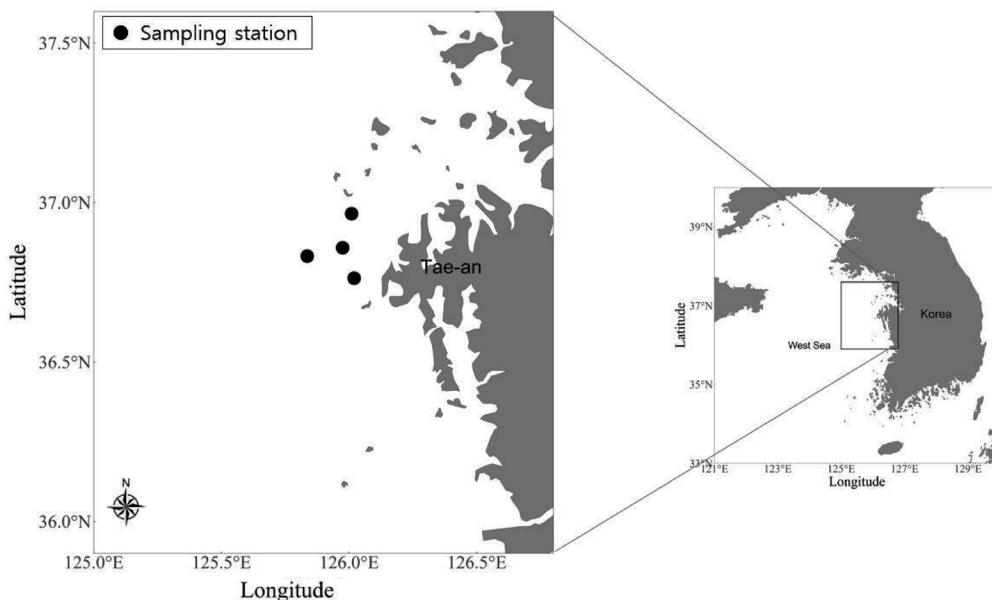 Sampling station
37.5°N
37.0°N
36.5°N
36.0°N
Latitude
Tae-an
N
125.0°E
125.5°E
126.0°E
126.5°E
Longitude
39°N
37°N
35°N
33°N
Latitude
Korea
West Sea
121°E
123°E
125°E
127°E
129°E
Longitude